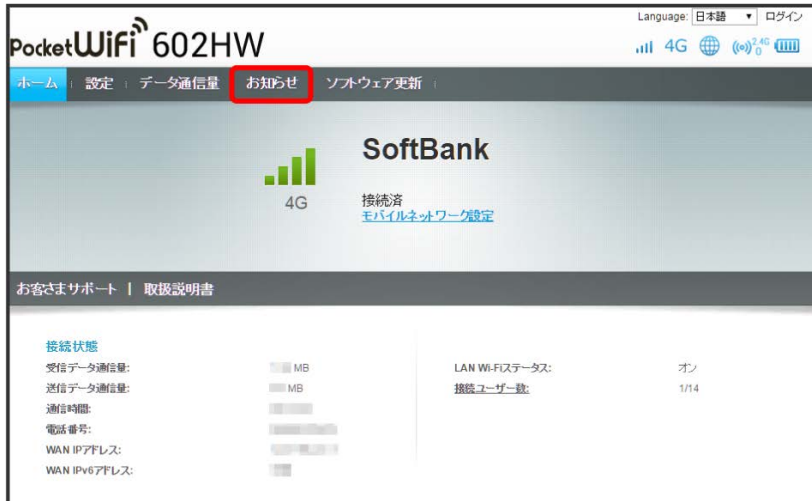 Language: 日本語 ログイン
PocketWiFi 602HW
4G 2.4G 0
ホーム 設定 データ通信量 お知らせ ソフトウェア更新
SoftBank
4G
接続済
モバイルネットワーク設定
お客さまサポート | 取扱説明書
接続状態
受信データ通信量: MB
送信データ通信量: MB
通信時間:
電話番号:
WAN IPアドレス:
WAN IPv6アドレス:
LAN Wi-Fiステータス: オン
接続ユーザー数: 1/14